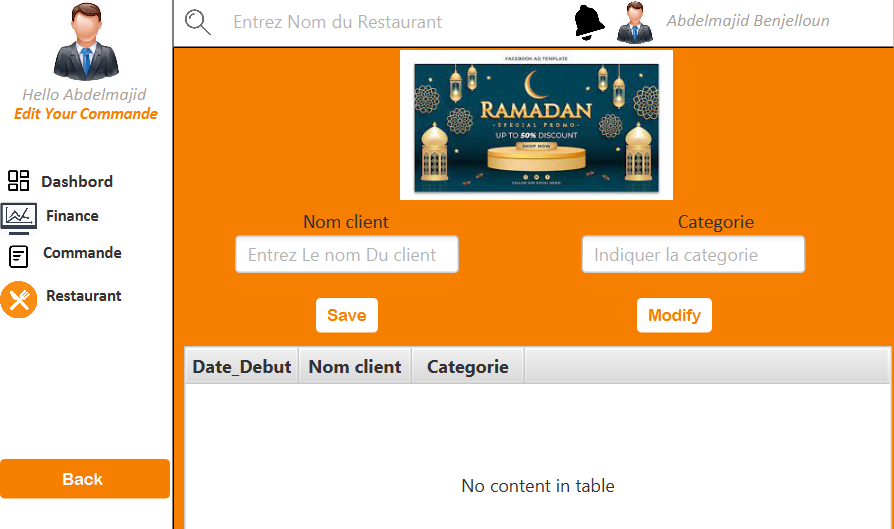 Hello Abdelmajid
Edit Your Commande
Dashbord
Finance
Commande
Restaurant
Back
Entrez Nom du Restaurant
Abdelmajid Benjelloun
FACEBOOK AD TEMPLATE
RAMADAN
- SPECIAL PROMO -
UP TO 50% DISCOUNT
SHOP NOW
FOLLOW OUR SOCIAL MEDIA
Nom client
Categorie
Entrez Le nom Du client
Indiquer la categorie
Save
Modify
Date_Debut Nom client Categorie
No content in table